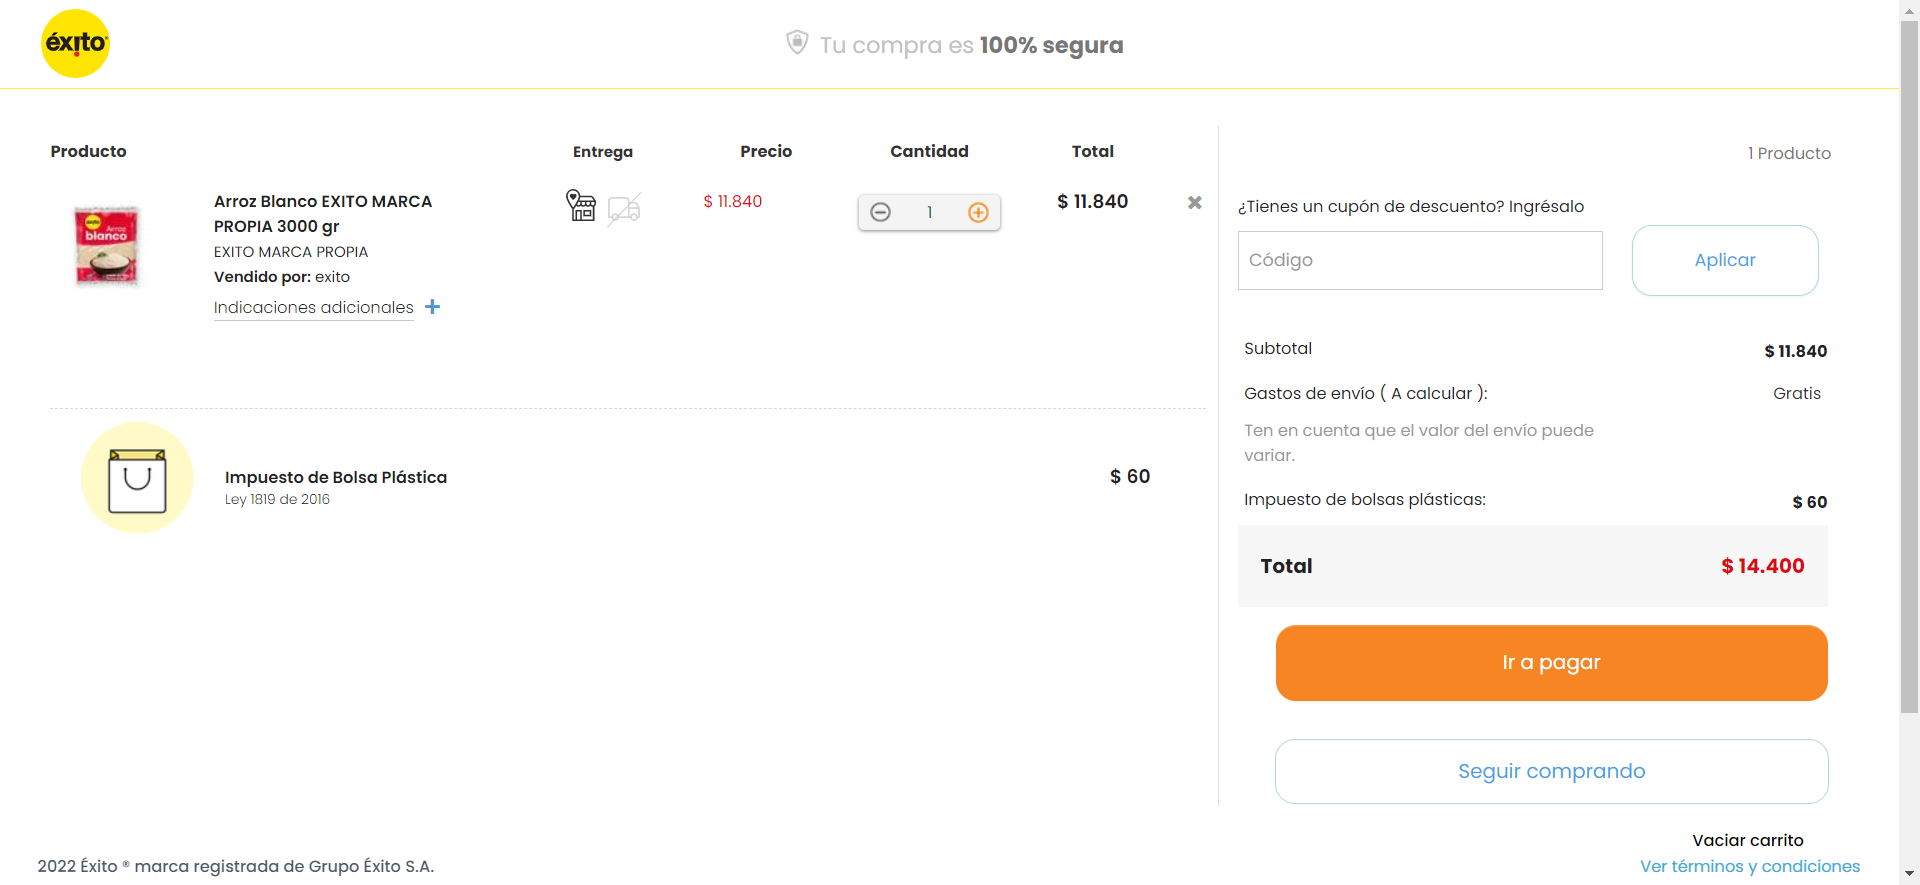 éxito
Tu compra es 100% segura
Producto Entrega Precio Cantidad Total
1 Producto
Arroz Blanco EXITO MARCA
PROPIA 3000 gr
EXITO MARCA PROPIA
Vendido por: exito
Indicaciones adicionales +
$ 11.840
1
$ 11.840
éxito
Arroz
blanco
Impuesto de Bolsa Plástica
Ley 1819 de 2016
$ 60
¿Tienes un cupón de descuento? Ingrésalo
Código
Aplicar
Subtotal $ 11.840
Gastos de envío ( A calcular ): Gratis
Ten en cuenta que el valor del envío puede
variar.
Impuesto de bolsas plásticas: $ 60
Total $ 14.400
Ir a pagar
Seguir comprando
Vaciar carrito
2022 Éxito ® marca registrada de Grupo Éxito S.A.
Ver términos y condiciones